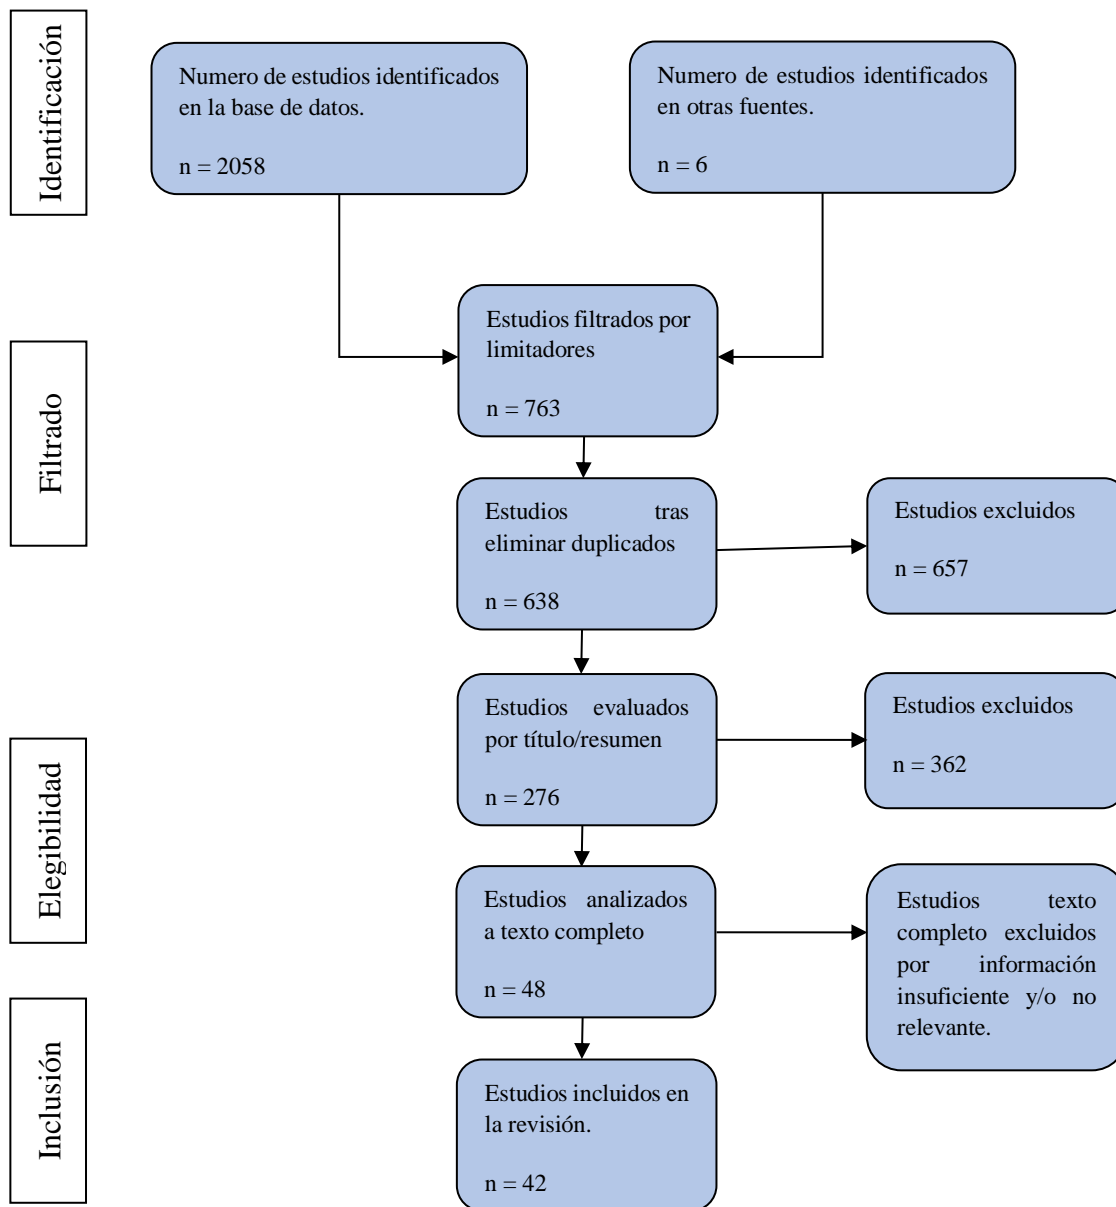 Identificación
Numero de estudios identificados
en la base de datos.
n = 2058
Numero de estudios identificados
en otras fuentes.
n = 6
Filtrado
Estudios filtrados por
limitadores
n = 763
Estudios tras
eliminar duplicados
n = 638
Estudios excluidos
n = 657
Elegibilidad
Estudios evaluados
por título/resumen
n = 276
Estudios excluidos
n = 362
Estudios analizados
a texto completo
n = 48
Estudios texto
completo excluidos
por información
insuficiente y/o no
relevante.
Inclusión
Estudios incluidos en
la revisión.
n = 42